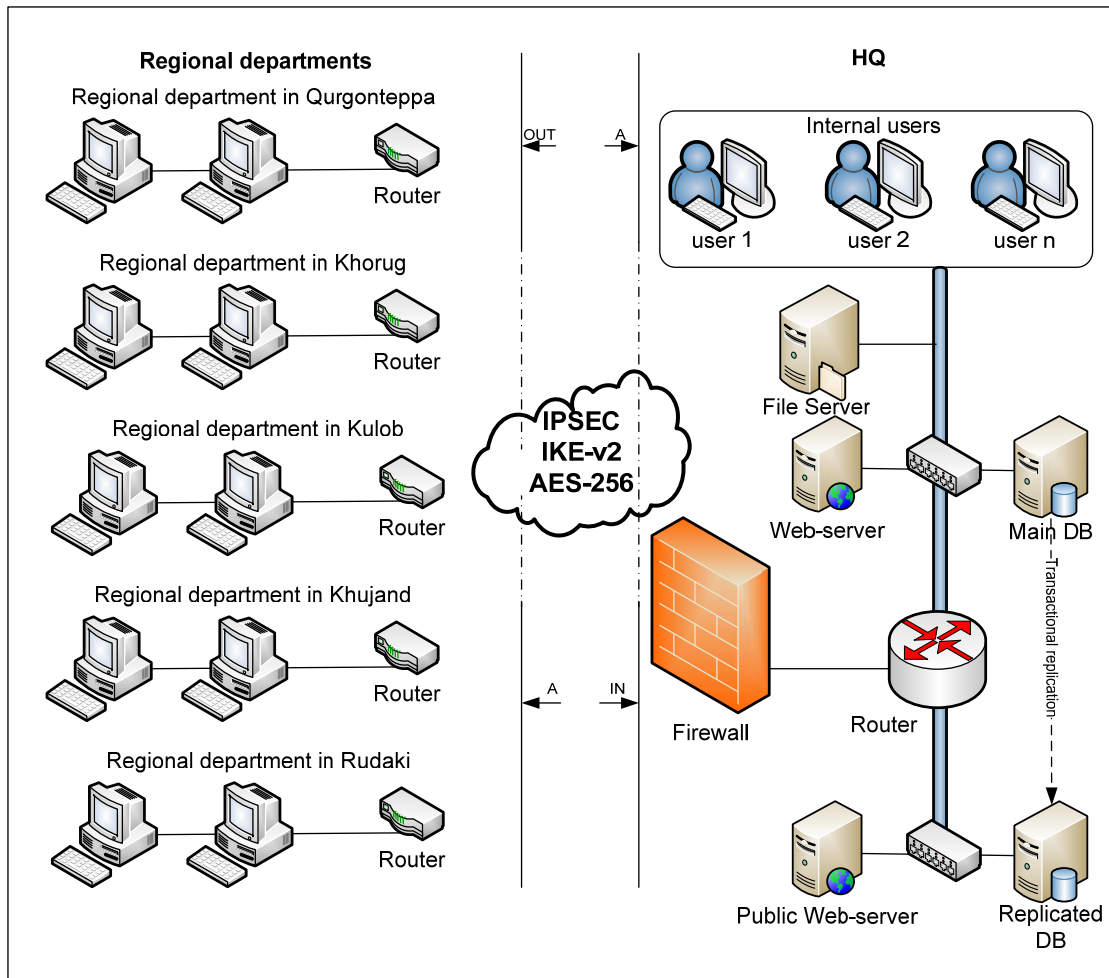 Regional departments
Regional department in Qurgonteppa
Router
Regional department in Khorug
Router
Regional department in Kulob
Router
Regional department in Khujand
Router
Regional department in Rudaki
Router
OUT
A
IPSEC
IKE-v2
AES-256
A
IN
HQ
Internal users
user 1
user 2
user n
File Server
Web-server
Main DB
Transactional replication
Firewall
Router
Public Web-server
Replicated
DB